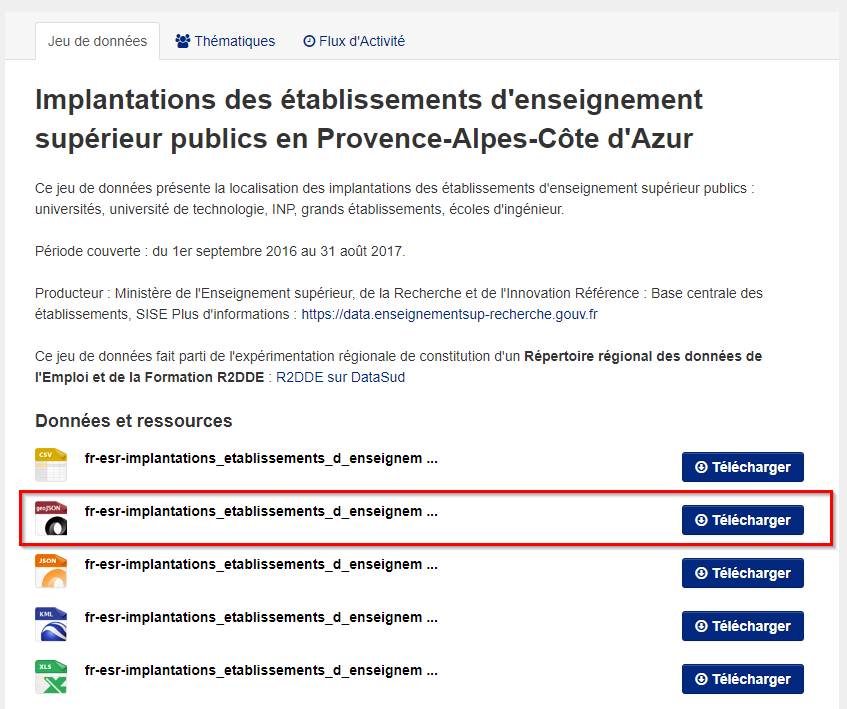 Jeu de données
Thématiques
Flux d'Activité
Implantations des établissements d'enseignement
supérieur publics en Provence-Alpes-Côte d'Azur
Ce jeu de données présente la localisation des implantations des établissements d'enseignement supérieur publics :
universités, université de technologie, INP, grands établissements, écoles d'ingénieur.
Période couverte : du 1er septembre 2016 au 31 août 2017.
Producteur : Ministère de l'Enseignement supérieur, de la Recherche et de l'Innovation Référence : Base centrale des
établissements, SISE Plus d'informations : https://data.enseignementsup-recherche.gouv.fr
Ce jeu de données fait parti de l'expérimentation régionale de constitution d'un Répertoire régional des données de
l'Emploi et de la Formation R2DDE : R2DDE sur DataSud
Données et ressources
CSV
fr-esr-implantations_etablissements_d_enseignem ...
Télécharger
geoJSON
fr-esr-implantations_etablissements_d_enseignem ...
Télécharger
JSON
fr-esr-implantations_etablissements_d_enseignem ...
Télécharger
KML
fr-esr-implantations_etablissements_d_enseignem ...
Télécharger
XLS
fr-esr-implantations_etablissements_d_enseignem ...
Télécharger